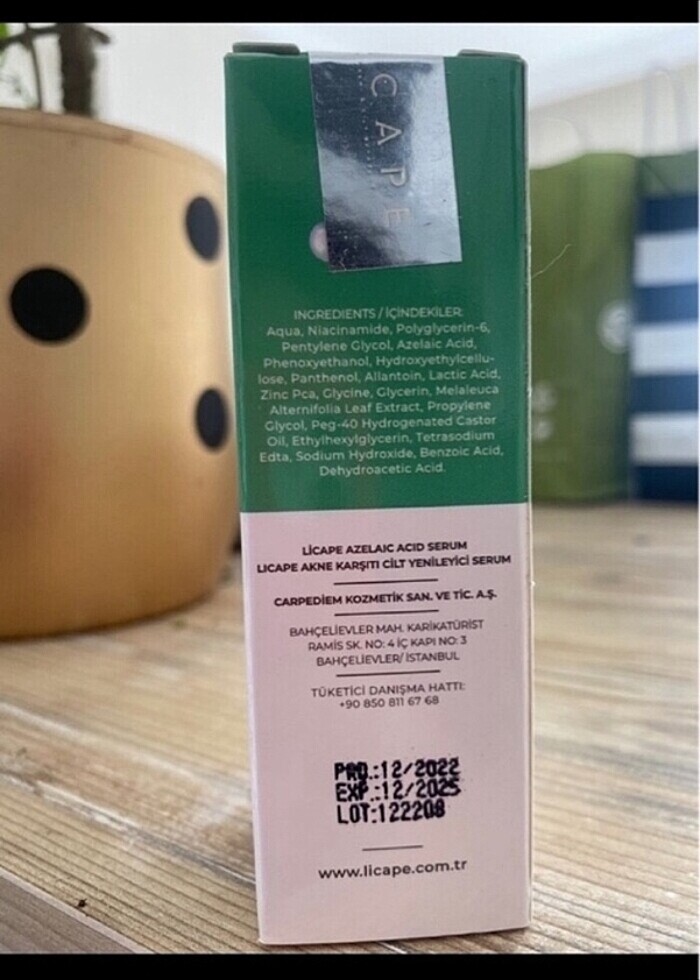 CAPE
INGREDIENTS / İÇİNDEKİLER:
Aqua, Niacinamide, Polyglycerin-6,
Pentylene Glycol, Azelaic Acid,
Phenoxyethanol, Hydroxyethylcellu-
lose, Panthenol, Allantoin, Lactic Acid,
Zinc Pca, Glycine, Glycerin, Melaleuca
Alternifolia Leaf Extract, Propylene
Glycol, Peg-40 Hydrogenated Castor
Oil, Ethylhexylglycerin, Tetrasodium
Edta, Sodium Hydroxide, Benzoic Acid,
Dehydroacetic Acid.
LİCAPE AZELAIC ACID SERUM
LICAPE AKNE KARŞITI CİLT YENİLEYİCİ SERUM
CARPEDİEM KOZMETİK SAN. VE TİC. A.Ş.
BAHÇELİEVLER MAH. KARİKATÜRİST
RAMİS SK. NO: 4 İÇ KAPI NO: 3
BAHÇELİEVLER/ İSTANBUL
TÜKETİCİ DANIŞMA HATTI:
+90 850 811 67 68
PRD.:12/2022
EXP.:12/2025
LOT:122208
www.licape.com.tr